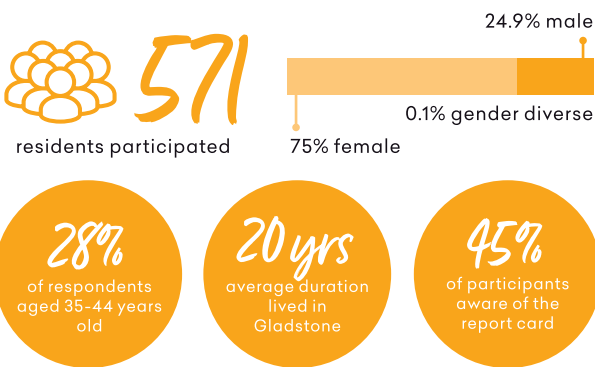 571
residents participated
24.9% male
0.1% gender diverse
75% female
28%
of respondents
aged 35-44 years
old
20 yrs
average duration
lived in
Gladstone
45%
of participants
aware of the
report card